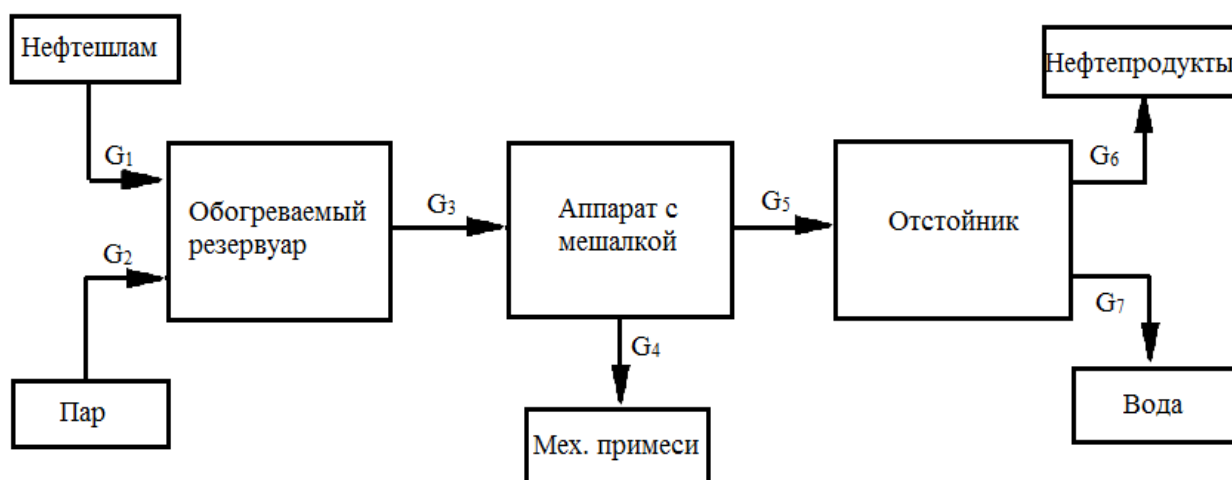 Нефтешлам
Нефтепродукты
G1
G6
Обогреваемый
резервуар
G3
Аппарат с
мешалкой
G5
Отстойник
G2
G7
G4
Пар
Мех. примеси
Вода